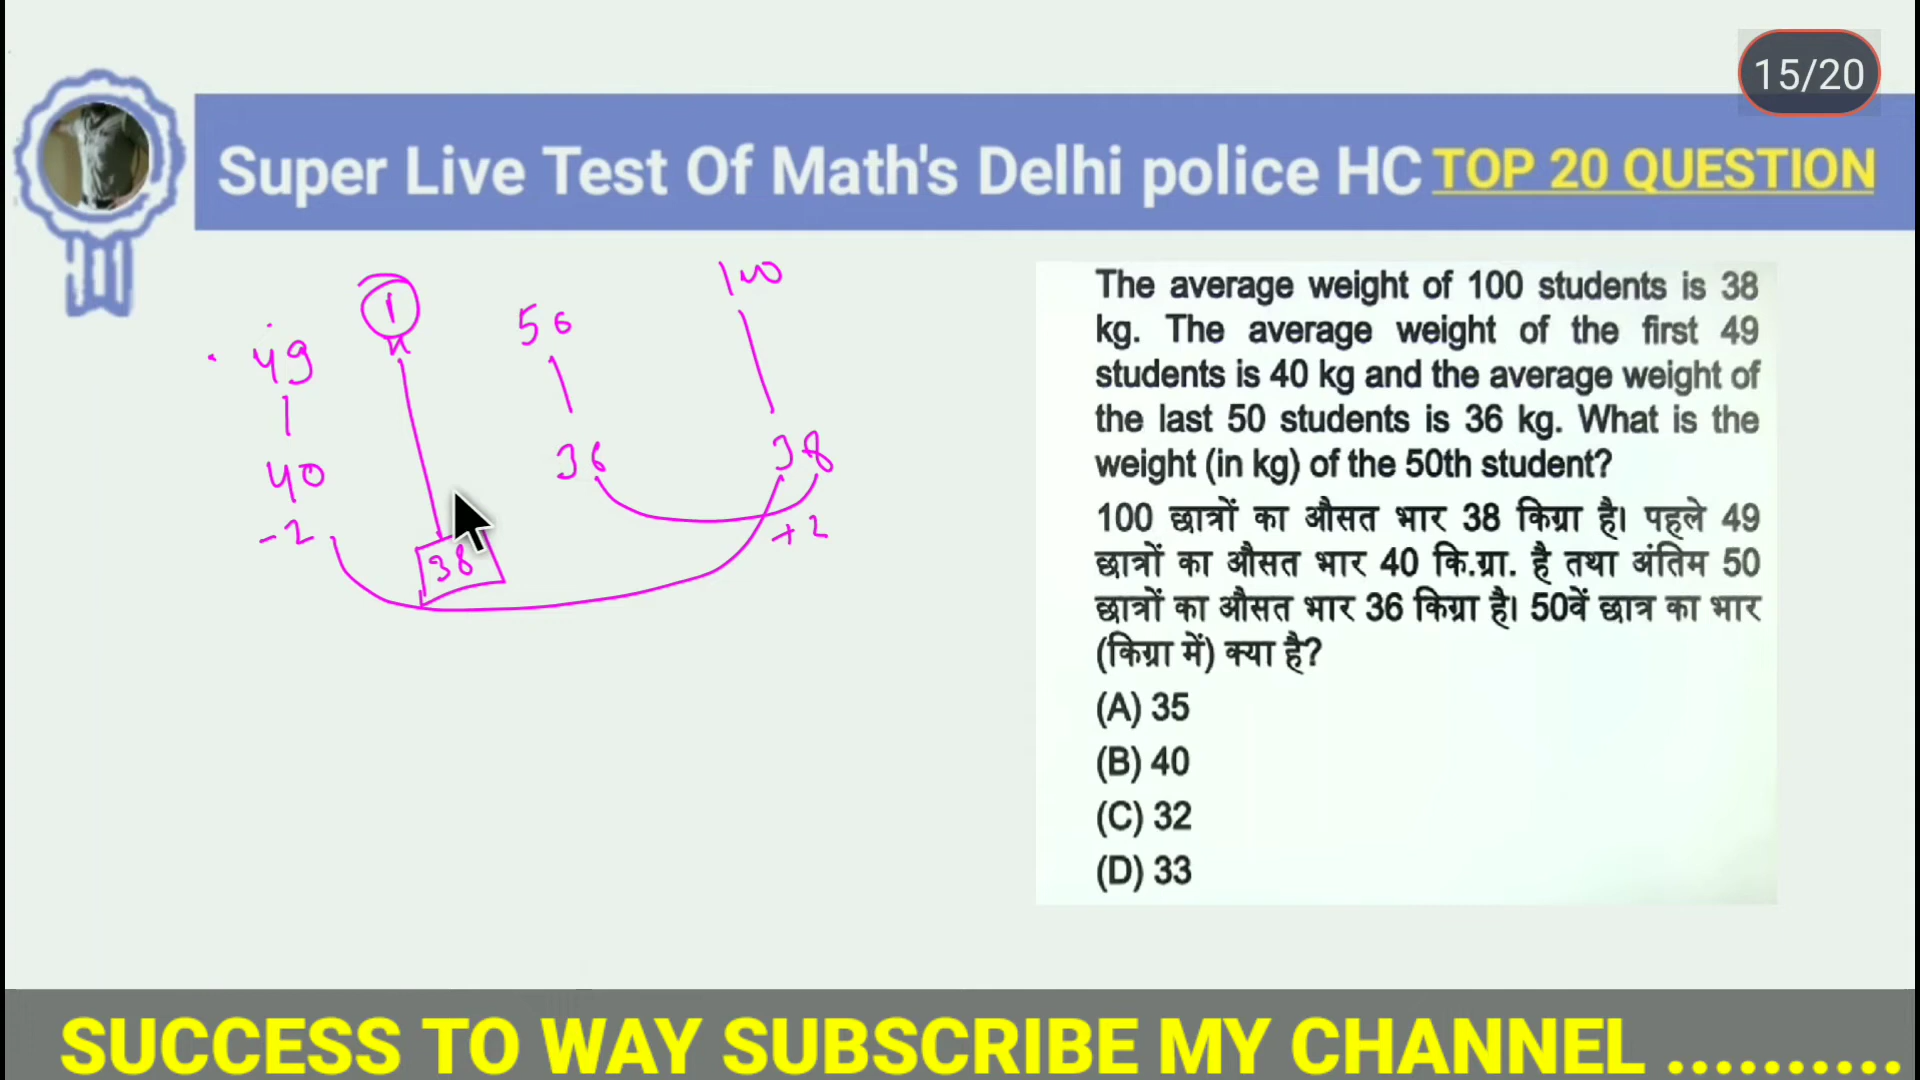 15/20
Super Live Test Of Math's Delhi police HC TOP 20 QUESTION
49 1 50 100
x
40 36 38
-2 38 +2
The average weight of 100 students is 38
kg. The average weight of the first 49
students is 40 kg and the average weight of
the last 50 students is 36 kg. What is the
weight (in kg) of the 50th student?
100 छात्रों का औसत भार 38 किग्रा है। पहले 49
छात्रों का औसत भार 40 कि.ग्रा. है तथा अंतिम 50
छात्रों का औसत भार 36 किग्रा है। 50वें छात्र का भार
(किग्रा में) क्या है?
(A) 35
(B) 40
(C) 32
(D) 33
SUCCESS TO WAY SUBSCRIBE MY CHANNEL ..........